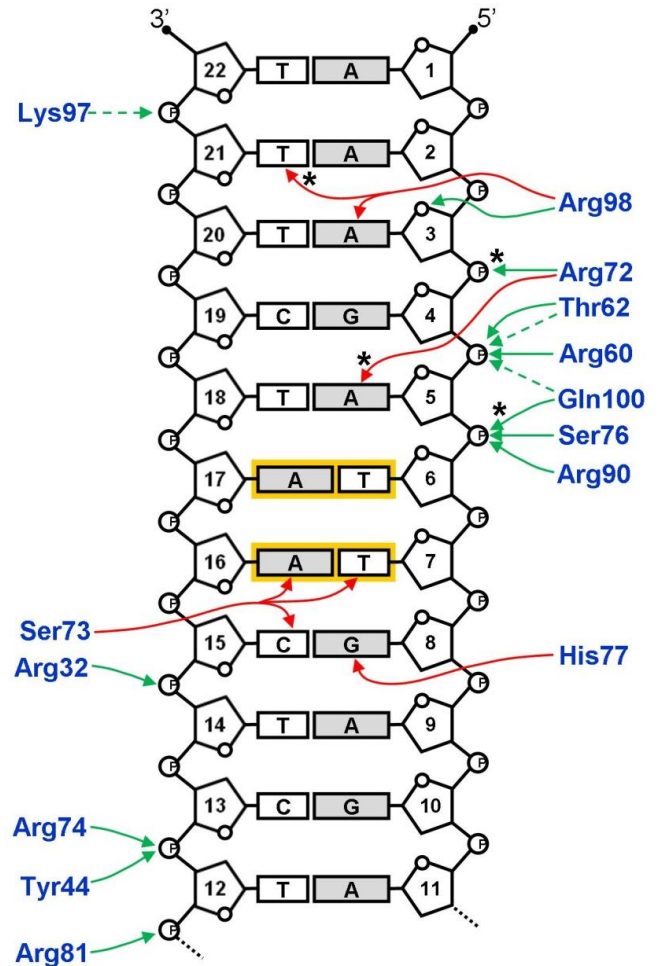 3’ 5’
22 T A 1
Lys97
21 T A 2
*
Arg98
20 T A 3
* Arg72
19 C G 4
Thr62
* Arg60
18 T A 5
Gln100
* Ser76
Arg90
17 A T 6
16 A T 7
Ser73
15 C G 8
His77
Arg32
14 T A 9
13 C G 10
Arg74
Tyr44
12 T A 11
Arg81
P P P P P P P P P P P P P P P P P P P P P